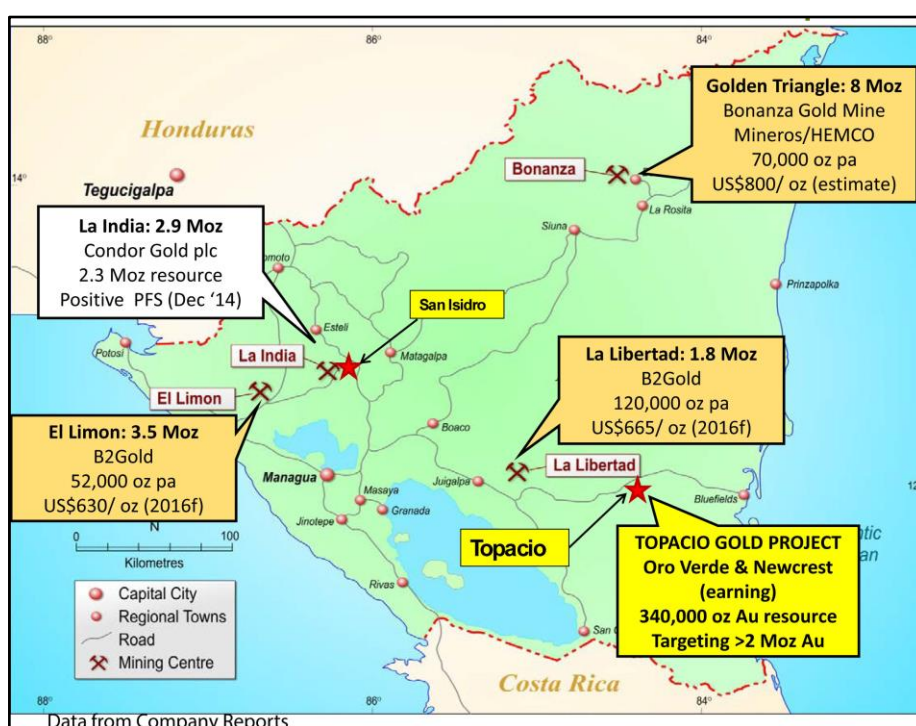 88°
86°
84°
Golden Triangle: 8 Moz
Bonanza Gold Mine
Mineros/HEMCO
70,000 oz pa
US$800/ oz (estimate)
Honduras
14°
Tegucigalpa
Bonanza
La Rosita
Siuna
La India: 2.9 Moz
Condor Gold plc
2.3 Moz resource
Positive PFS (Dec ‘14)
omoto
San Isidro
Prinzapolka
Esteli
Potosi
La India
Matagalpa
La Libertad: 1.8 Moz
B2Gold
120,000 oz pa
US$665/ oz (2016f)
El Limon
El Limon: 3.5 Moz
B2Gold
52,000 oz pa
US$630/ oz (2016f)
Boaco
La Libertad
Managua
Juigalpa
Masaya
Granada
Jinotepe
Bluefields
12
N
0
100
Kilometres
Topacio
TOPACIO GOLD PROJECT
Oro Verde & Newcrest
(earning)
340,000 oz Au resource
Targeting >2 Moz Au
ntic
an
Rivas
San
Capital City
Regional Towns
Road
Mining Centre
Costa Rica
88°
86°
84°
Data from Company Reports